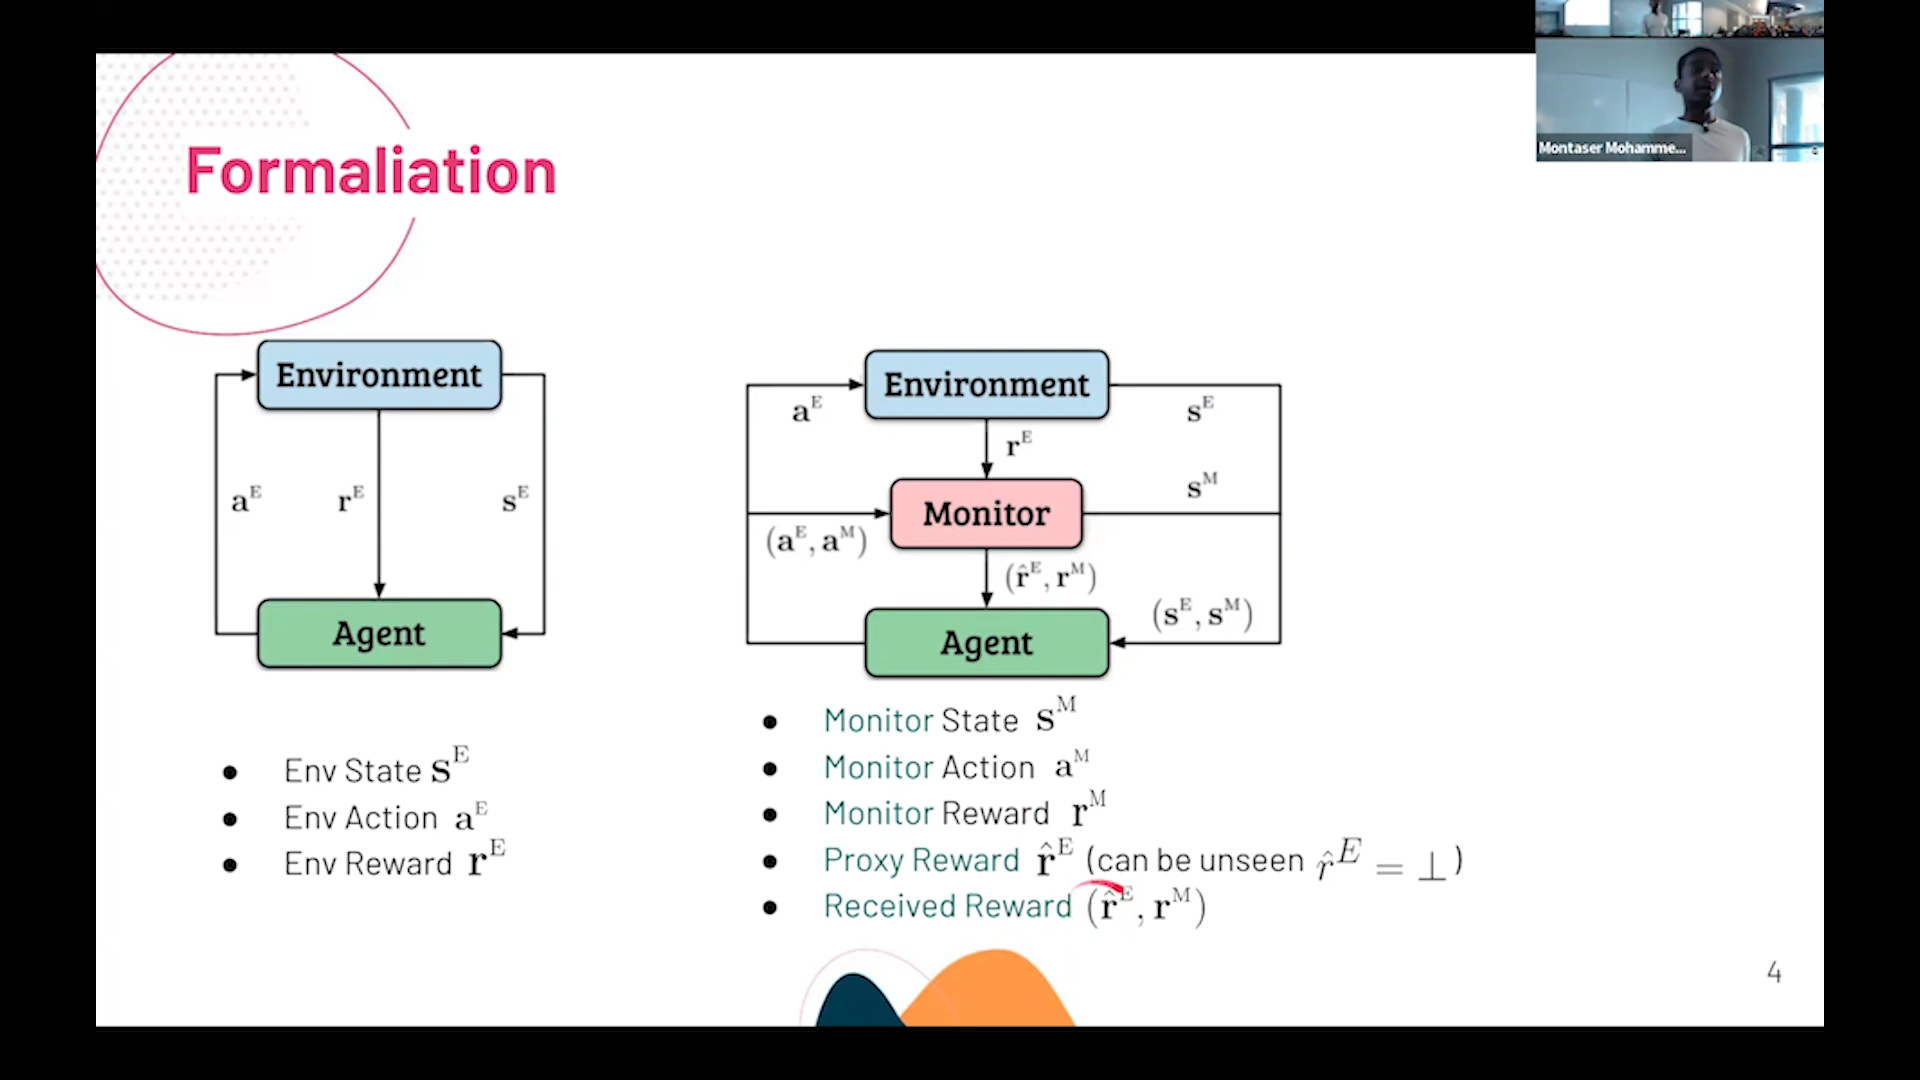 Montaser Mohamme...
Formaliation
Environment
a^E
r^E
s^E
Agent
Environment
a^E
s^E
r^E
s^M
Monitor
(a^E, a^M)
(r̂^E, r^M)
(s^E, s^M)
Agent
● Env State s^E
● Env Action a^E
● Env Reward r^E
● Monitor State s^M
● Monitor Action a^M
● Monitor Reward r^M
● Proxy Reward r̂^E (can be unseen r̂^E = ⊥)
● Received Reward (r̂^E, r^M)
4